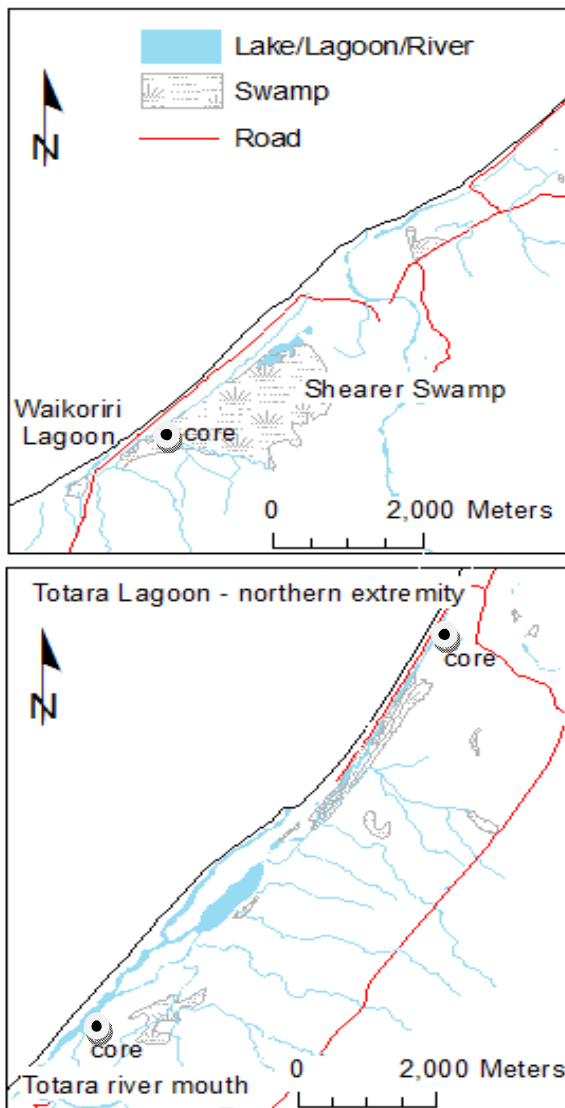 Lake/Lagoon/River
Swamp
Road
N
Shearer Swamp
Waikoriri
Lagoon
core
0 2,000 Meters
Totara Lagoon - northern extremity
core
N
core
0 2,000 Meters
Totara river mouth